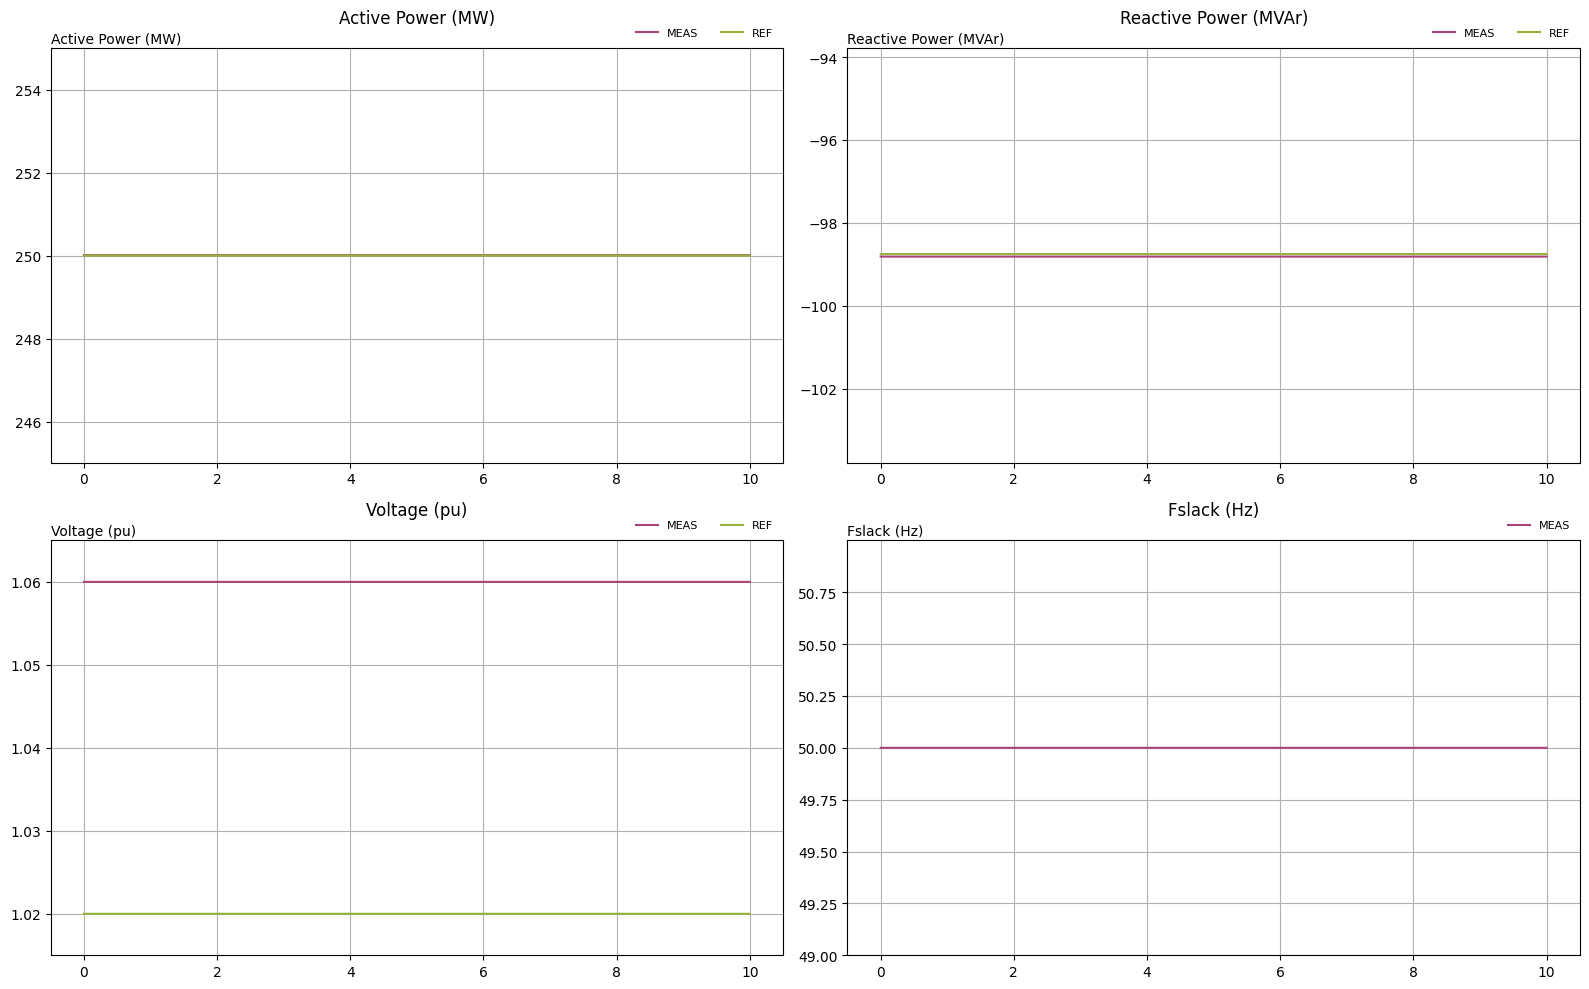 Active Power (MW)
Active Power (MW)
MEAS REF
254
252
250
248
246
0 2 4 6 8 10
Reactive Power (MVAr)
Reactive Power (MVAr)
MEAS REF
−94
−96
−98
−100
−102
0 2 4 6 8 10
Voltage (pu)
Voltage (pu)
MEAS REF
1.06
1.05
1.04
1.03
1.02
0 2 4 6 8 10
Fslack (Hz)
Fslack (Hz)
MEAS
50.75
50.50
50.25
50.00
49.75
49.50
49.25
49.00
0 2 4 6 8 10